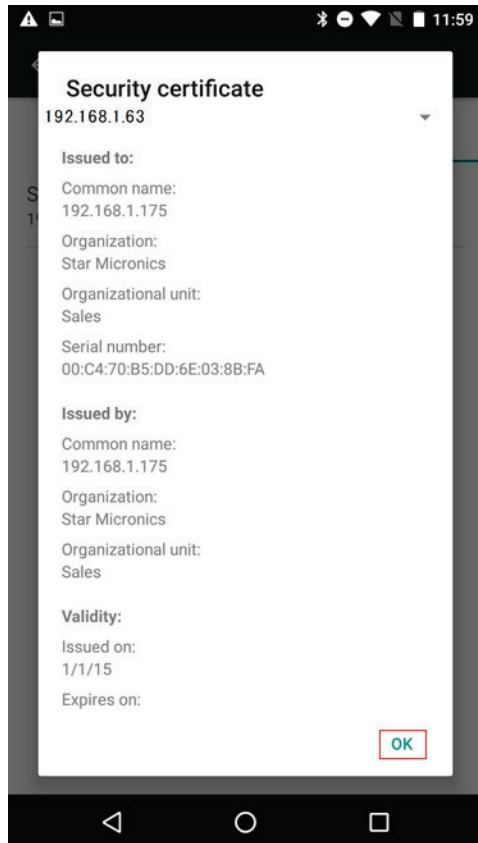 11:59
Security certificate
192.168.1.63
Issued to:
Common name:
192.168.1.175
Organization:
Star Micronics
Organizational unit:
Sales
Serial number:
00:C4:70:B5:DD:6E:03:8B:FA
Issued by:
Common name:
192.168.1.175
Organization:
Star Micronics
Organizational unit:
Sales
Validity:
Issued on:
1/1/15
Expires on:
OK
S
19